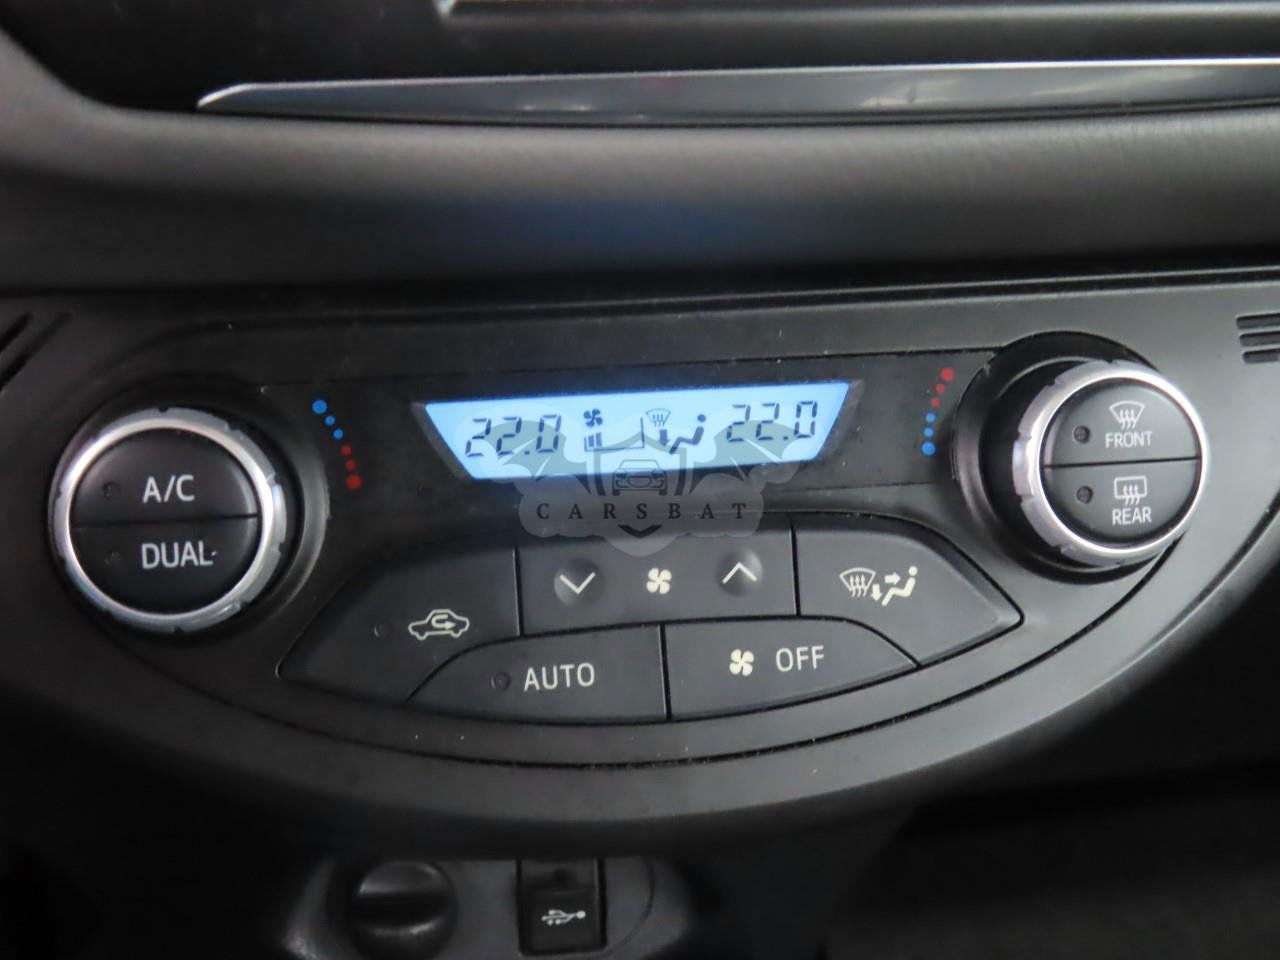 22.0 22.0
CARSBAT
A/C
DUAL
FRONT
REAR
AUTO
OFF